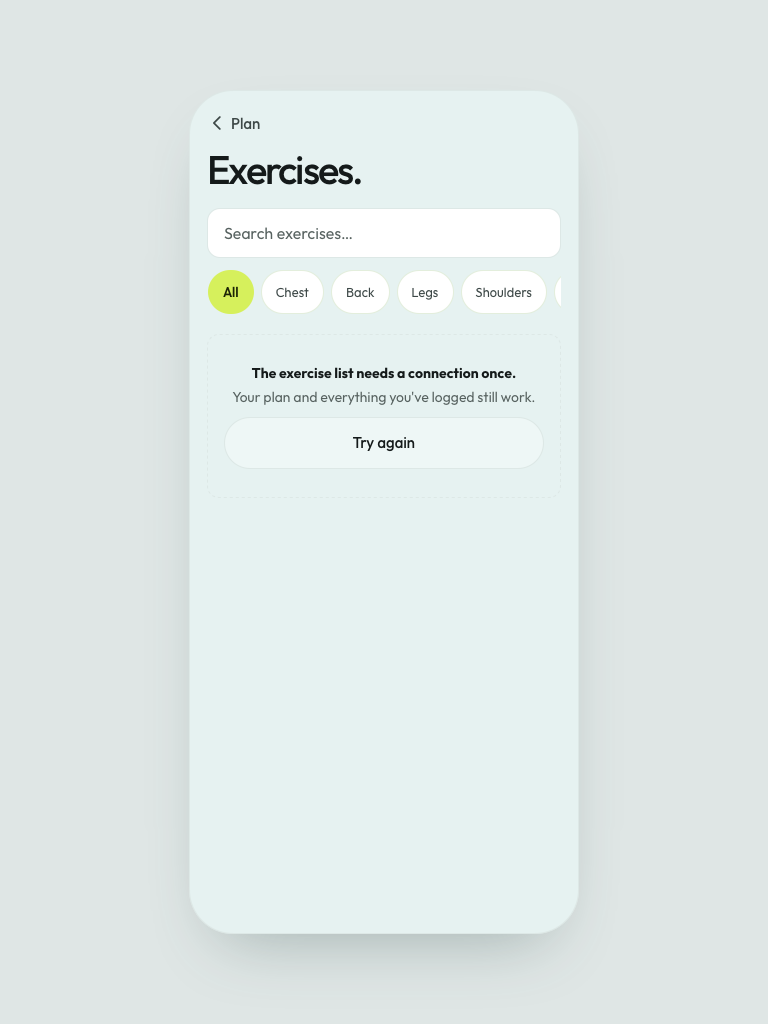 Plan
Exercises.
Search exercises…
All
Chest
Back
Legs
Shoulders
The exercise list needs a connection once.
Your plan and everything you've logged still work.
Try again